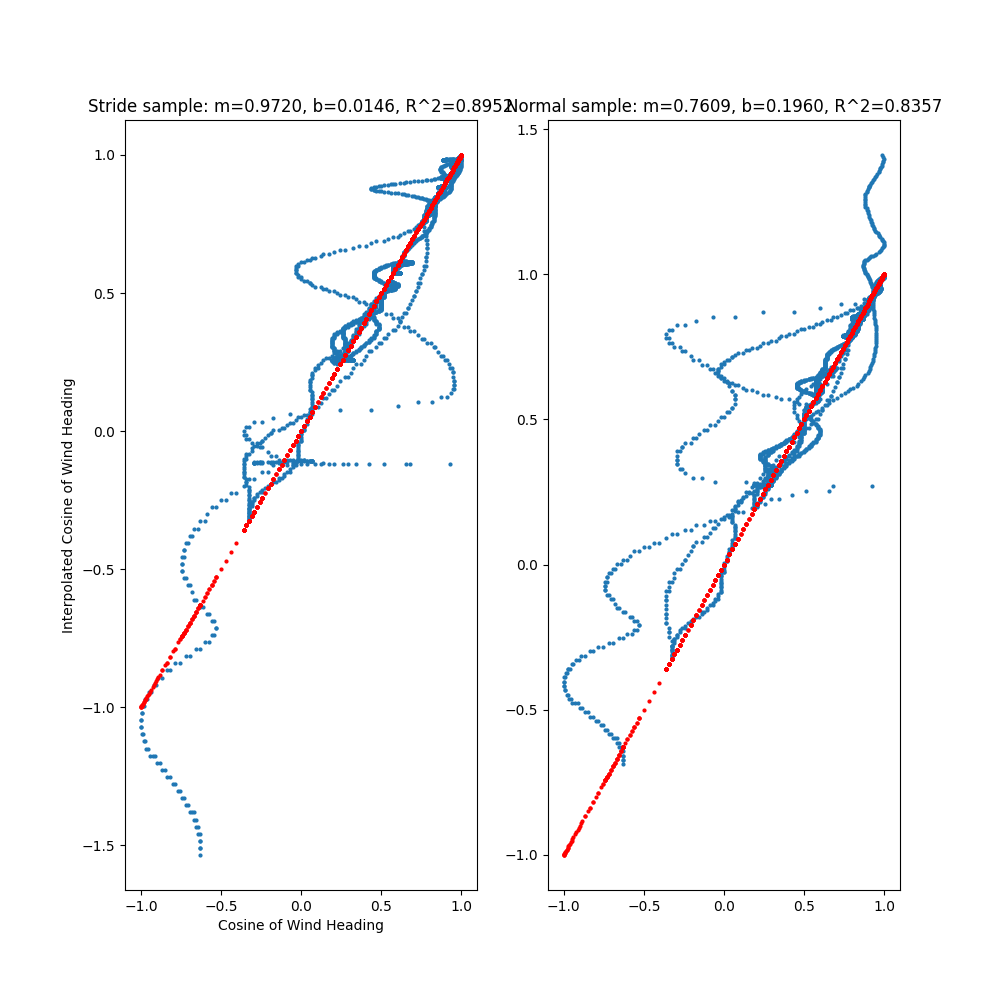 Stride sample: m=0.9720, b=0.0146, R^2=0.8952
Normal sample: m=0.7609, b=0.1960, R^2=0.8357
1.0
0.5
0.0
−0.5
−1.0
−1.5
Interpolated Cosine of Wind Heading
−1.0 −0.5 0.0 0.5 1.0
Cosine of Wind Heading
1.5
1.0
0.5
0.0
−0.5
−1.0
−1.0 −0.5 0.0 0.5 1.0